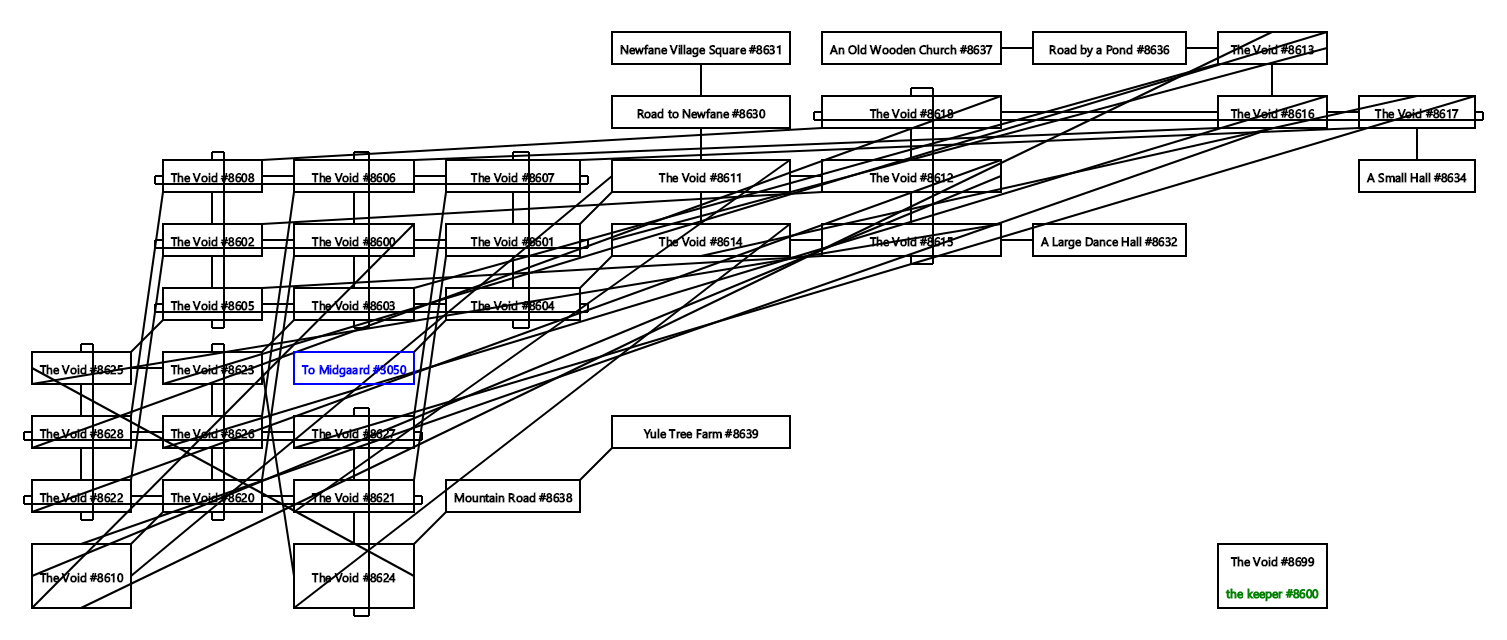 Newfane Village Square #8631
An Old Wooden Church #8637
Road by a Pond #8636
The Void #8613
Road to Newfane #8630
The Void #8618
The Void #8616
The Void #8617
The Void #8608
The Void #8606
The Void #8607
The Void #8611
The Void #8612
A Small Hall #8634
The Void #8602
The Void #8600
The Void #8601
The Void #8614
The Void #8615
A Large Dance Hall #8632
The Void #8605
The Void #8603
The Void #8604
The Void #8625
The Void #8623
To Midgaard #3050
The Void #8628
The Void #8626
The Void #8627
Yule Tree Farm #8639
The Void #8622
The Void #8620
The Void #8621
Mountain Road #8638
The Void #8610
The Void #8624
The Void #8699
the keeper #8600